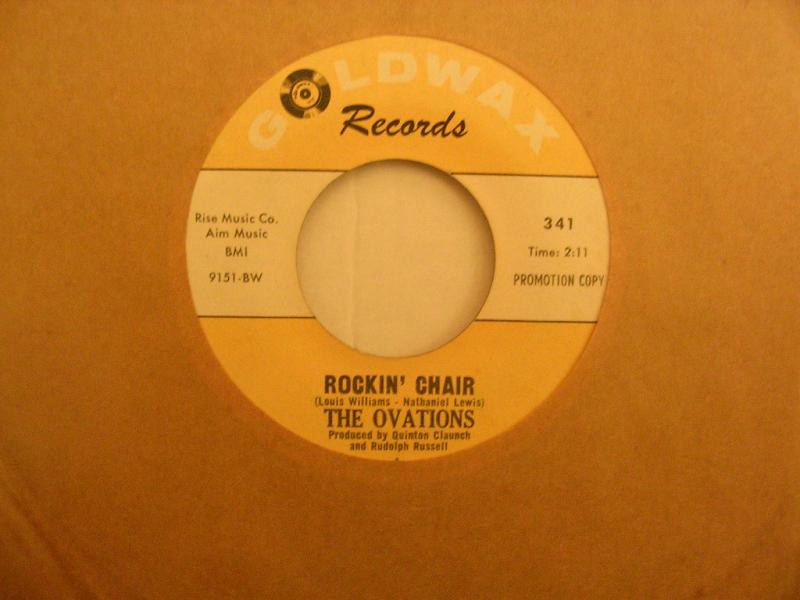 GOLDWAX
Records
Rise Music Co.
Aim Music
BMI
9151-BW
341
Time: 2:11
PROMOTION COPY
ROCKIN' CHAIR
(Louis Williams - Nathaniel Lewis)
THE OVATIONS
Produced by Quinton Claunch
and Rudolph Russell